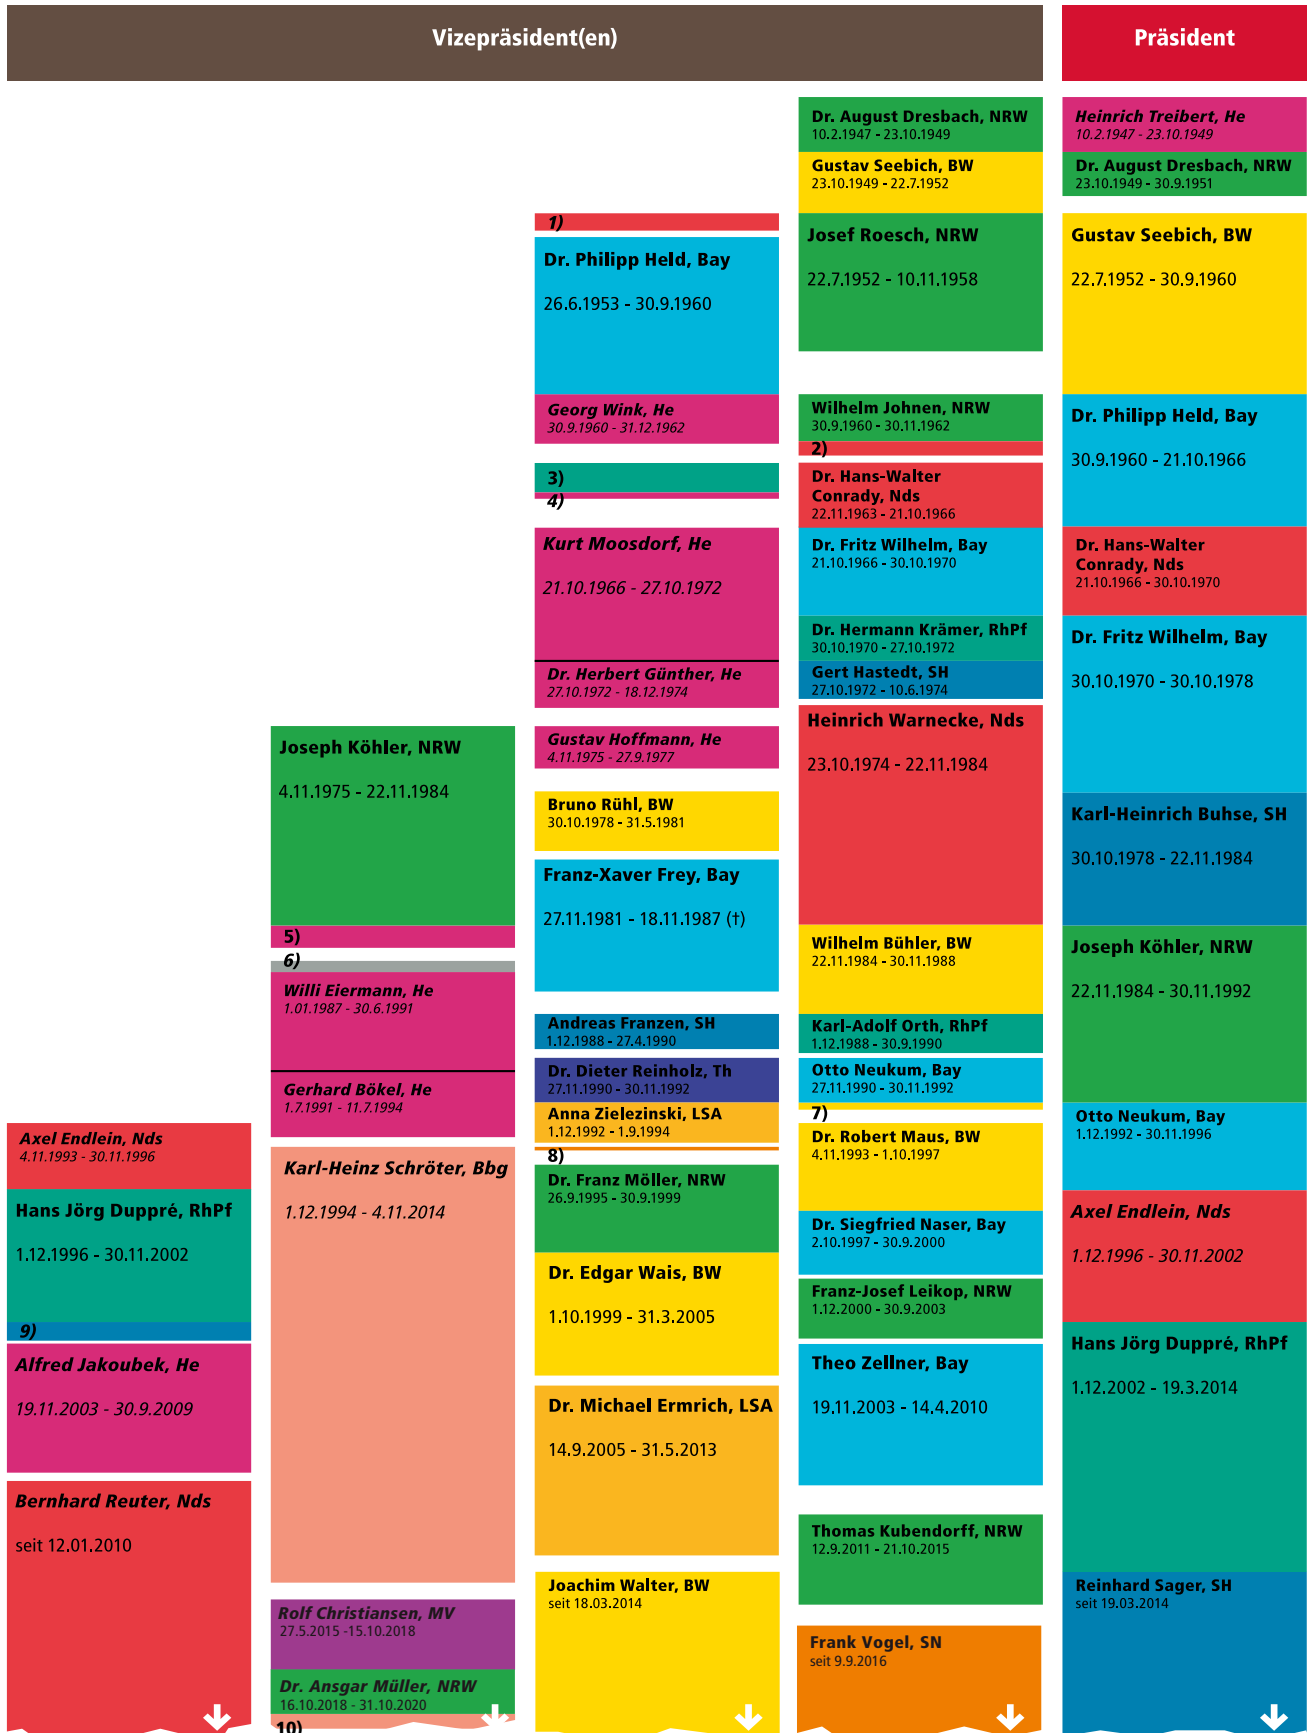 Vizepräsident(en)
Präsident
Dr. August Dresbach, NRW
10.2.1947 - 23.10.1949
Gustav Seebich, BW
23.10.1949 - 22.7.1952
Josef Roesch, NRW
22.7.1952 - 10.11.1958
Wilhelm Johnen, NRW
30.9.1960 - 30.11.1962
2)
Dr. Hans-Walter
Conrady, Nds
22.11.1963 - 21.10.1966
Dr. Fritz Wilhelm, Bay
21.10.1966 - 30.10.1970
Dr. Hermann Krämer, RhPf
30.10.1970 - 27.10.1972
Gert Hastedt, SH
27.10.1972 - 10.6.1974
Heinrich Warnecke, Nds
23.10.1974 - 22.11.1984
Wilhelm Bühler, BW
22.11.1984 - 30.11.1988
Karl-Adolf Orth, RhPf
1.12.1988 - 30.9.1990
Otto Neukum, Bay
27.11.1990 - 30.11.1992
7)
Dr. Robert Maus, BW
4.11.1993 - 1.10.1997
Dr. Siegfried Naser, Bay
2.10.1997 - 30.9.2000
Franz-Josef Leikop, NRW
1.12.2000 - 30.9.2003
Theo Zellner, Bay
19.11.2003 - 14.4.2010
Thomas Kubendorff, NRW
12.9.2011 - 21.10.2015
Frank Vogel, SN
seit 9.9.2016
Heinrich Treibert, He
10.2.1947 - 23.10.1949
Dr. August Dresbach, NRW
23.10.1949 - 30.9.1951
Gustav Seebich, BW
22.7.1952 - 30.9.1960
Dr. Philipp Held, Bay
30.9.1960 - 21.10.1966
Dr. Hans-Walter
Conrady, Nds
21.10.1966 - 30.10.1970
Dr. Fritz Wilhelm, Bay
30.10.1970 - 30.10.1978
Karl-Heinrich Buhse, SH
30.10.1978 - 22.11.1984
Joseph Köhler, NRW
22.11.1984 - 30.11.1992
Otto Neukum, Bay
1.12.1992 - 30.11.1996
Axel Endlein, Nds
1.12.1996 - 30.11.2002
Hans Jörg Duppré, RhPf
1.12.2002 - 19.3.2014
Reinhard Sager, SH
seit 19.03.2014
1)
Dr. Philipp Held, Bay
26.6.1953 - 30.9.1960
Georg Wink, He
30.9.1960 - 31.12.1962
3)
4)
Kurt Moosdorf, He
21.10.1966 - 27.10.1972
Dr. Herbert Günther, He
27.10.1972 - 18.12.1974
Gustav Hoffmann, He
4.11.1975 - 27.9.1977
Bruno Rühl, BW
30.10.1978 - 31.5.1981
Franz-Xaver Frey, Bay
27.11.1981 - 18.11.1987 (†)
Andreas Franzen, SH
1.12.1988 - 27.4.1990
Dr. Dieter Reinholz, Th
27.11.1990 - 30.11.1992
Anna Zielezinski, LSA
1.12.1992 - 1.9.1994
8)
Dr. Franz Möller, NRW
26.9.1995 - 30.9.1999
Dr. Edgar Wais, BW
1.10.1999 - 31.3.2005
Dr. Michael Ermrich, LSA
14.9.2005 - 31.5.2013
Joachim Walter, BW
seit 18.03.2014
Joseph Köhler, NRW
4.11.1975 - 22.11.1984
5)
6)
Willi Eiermann, He
1.01.1987 - 30.6.1991
Gerhard Bökel, He
1.7.1991 - 11.7.1994
Karl-Heinz Schröter, Bbg
1.12.1994 - 4.11.2014
Rolf Christiansen, MV
27.5.2015 -15.10.2018
Dr. Ansgar Müller, NRW
16.10.2018 - 31.10.2020
10)
Axel Endlein, Nds
4.11.1993 - 30.11.1996
Hans Jörg Duppré, RhPf
1.12.1996 - 30.11.2002
9)
Alfred Jakoubek, He
19.11.2003 - 30.9.2009
Bernhard Reuter, Nds
seit 12.01.2010